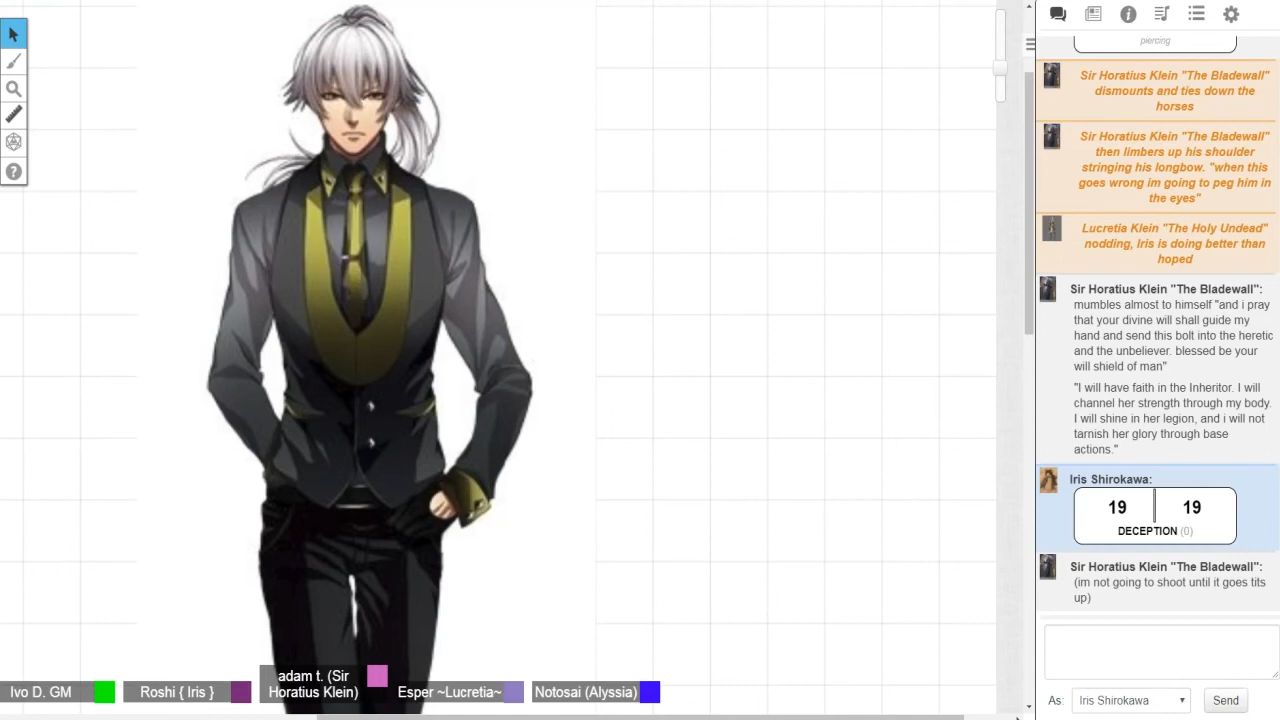 piercing
Sir Horatius Klein "The Bladewall"
dismounts and ties down the
horses
Sir Horatius Klein "The Bladewall"
then limbers up his shoulder
stringing his longbow. "when this
goes wrong im going to peg him in
the eyes"
Lucretia Klein "The Holy Undead"
nodding, Iris is doing better than
hoped
Sir Horatius Klein "The Bladewall":
mumbles almost to himself "and i pray
that your divine will shall guide my
hand and send this bolt into the heretic
and the unbeliever. blessed be your
will shield of man"
"I will have faith in the Inheritor. I will
channel her strength through my body.
I will shine in her legion, and i will not
tarnish her glory through base
actions."
Iris Shirokawa:
19 19
DECEPTION (0)
Sir Horatius Klein "The Bladewall":
(im not going to shoot until it goes tits
up)
As: Iris Shirokawa Send
Ivo D. GM
Roshi { Iris }
adam t. (Sir
Horatius Klein)
Esper ~Lucretia~
Notosai (Alyssia)